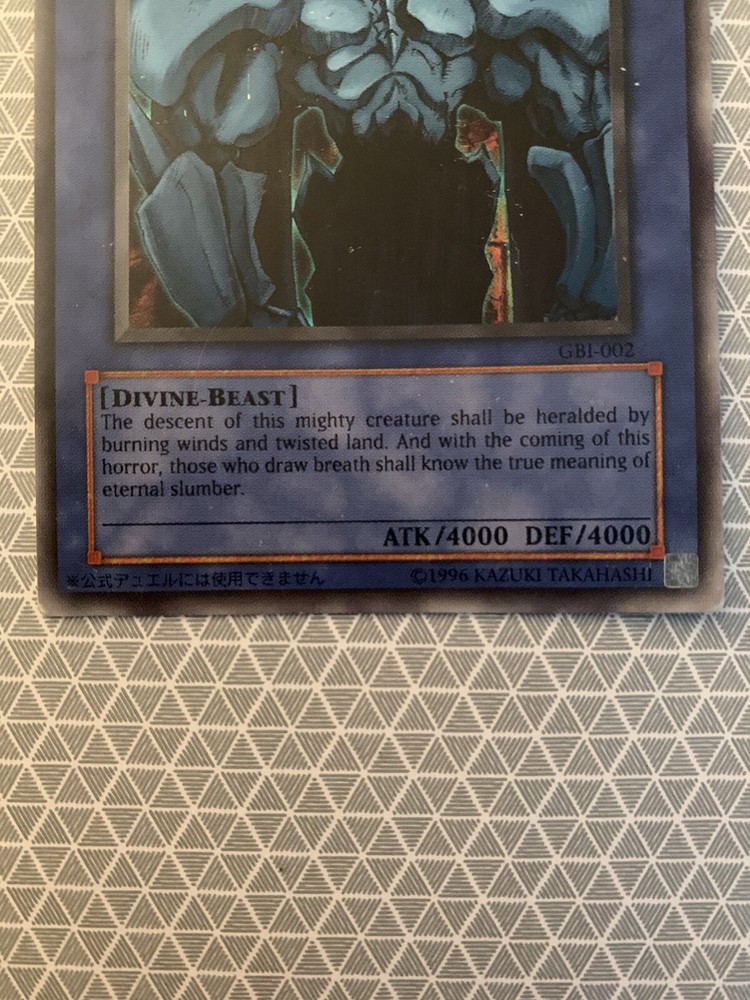 GBI-002
[DIVINE-BEAST]
The descent of this mighty creature shall be heralded by
burning winds and twisted land. And with the coming of this
horror, those who draw breath shall know the true meaning of
eternal slumber.
ATK/4000 DEF/4000
※公式デュエルには使用できません
©1996 KAZUKI TAKAHASHI